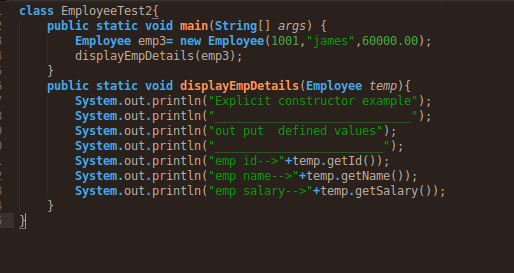 class EmployeeTest2{
    public static void main(String[] args) {
        Employee emp3= new Employee(1001,"james",60000.00);
        displayEmpDetails(emp3);
    }
    public static void displayEmpDetails(Employee temp){
        System.out.println("Explicit constructor example");
        System.out.println("____________________________");
        System.out.println("out put  defined values");
        System.out.println("________________________");
        System.out.println("emp id-->"+temp.getId());
        System.out.println("emp name-->"+temp.getName());
        System.out.println("emp salary-->"+temp.getSalary());
    }
}